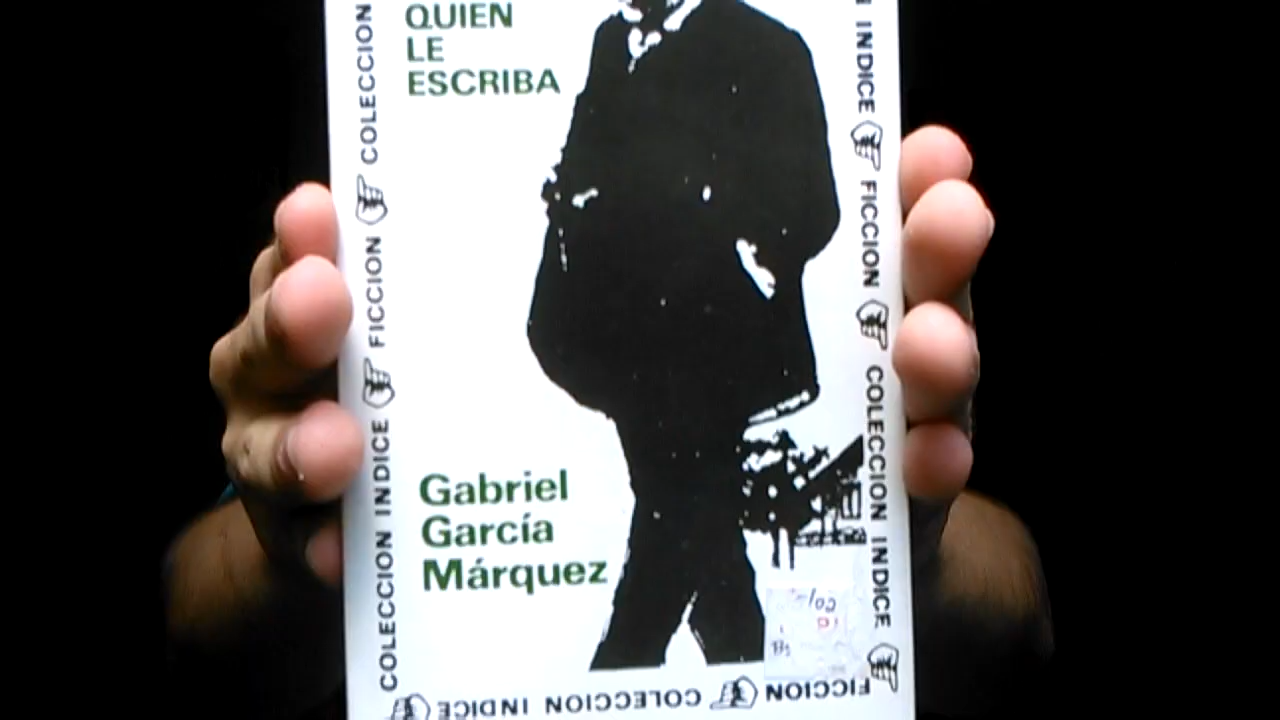 QUIEN
LE
ESCRIBA
Gabriel
García
Márquez
COLECCION INDICE FICCION COLECCION
INDICE FICCION COLECCION INDICE
FICCION COLECCION INDICE